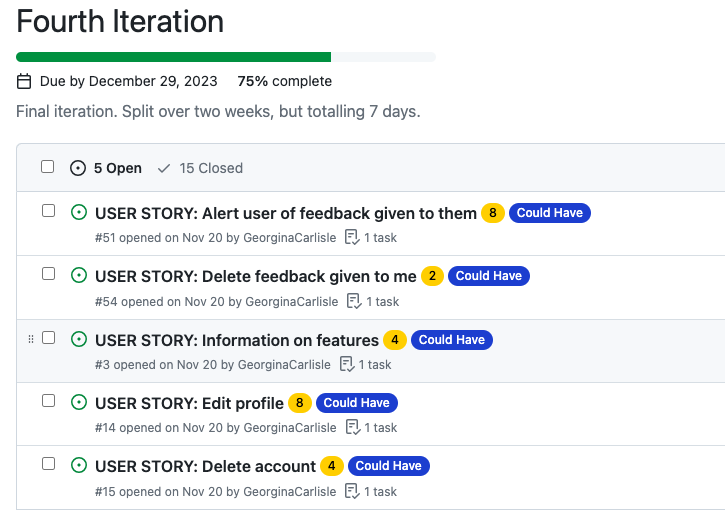 Fourth Iteration
Due by December 29, 2023 75% complete
Final iteration. Split over two weeks, but totalling 7 days.
5 Open 15 Closed
USER STORY: Alert user of feedback given to them 8 Could Have
#51 opened on Nov 20 by GeorginaCarlisle 1 task
USER STORY: Delete feedback given to me 2 Could Have
#54 opened on Nov 20 by GeorginaCarlisle 1 task
USER STORY: Information on features 4 Could Have
#3 opened on Nov 20 by GeorginaCarlisle 1 task
USER STORY: Edit profile 8 Could Have
#14 opened on Nov 20 by GeorginaCarlisle 1 task
USER STORY: Delete account 4 Could Have
#15 opened on Nov 20 by GeorginaCarlisle 1 task